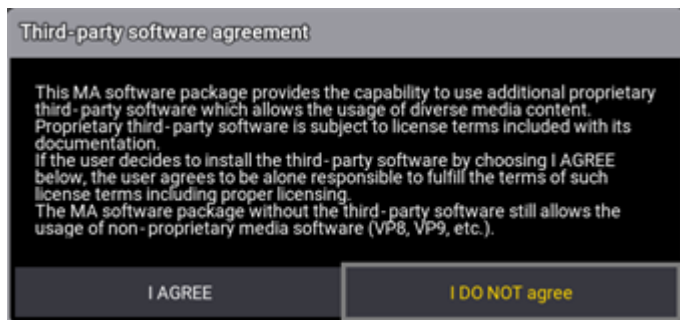 Third-party software agreement
This MA software package provides the capability to use additional proprietary
third-party software which allows the usage of diverse media content.
Proprietary third-party software is subject to license terms included with its
documentation.
If the user decides to install the third-party software by choosing I AGREE
below, the user agrees to be alone responsible to fulfill the terms of such
license terms including proper licensing.
The MA software package without the third-party software still allows the
usage of non-proprietary media software (VP8, VP9, etc.).
I AGREE
I DO NOT agree